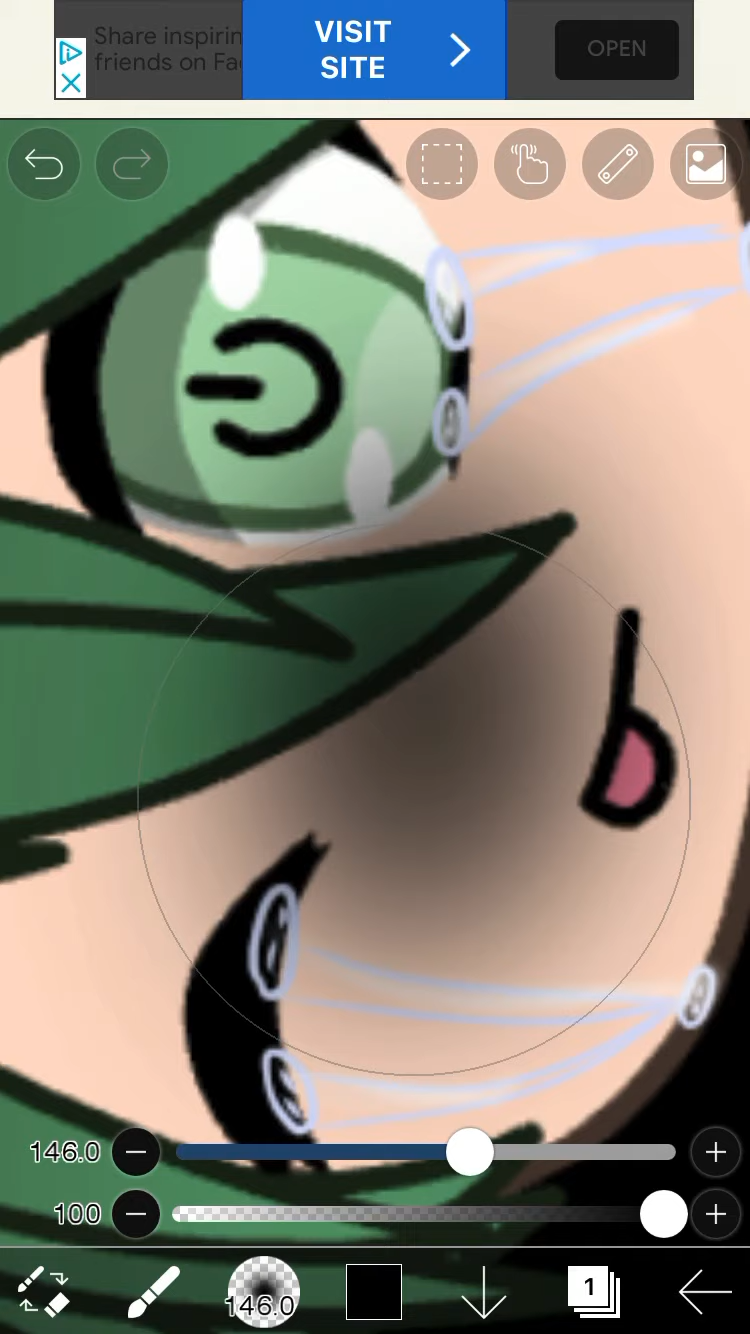 Share inspirin
friends on Fa
VISIT
SITE
OPEN
146.0
100
146.0
1